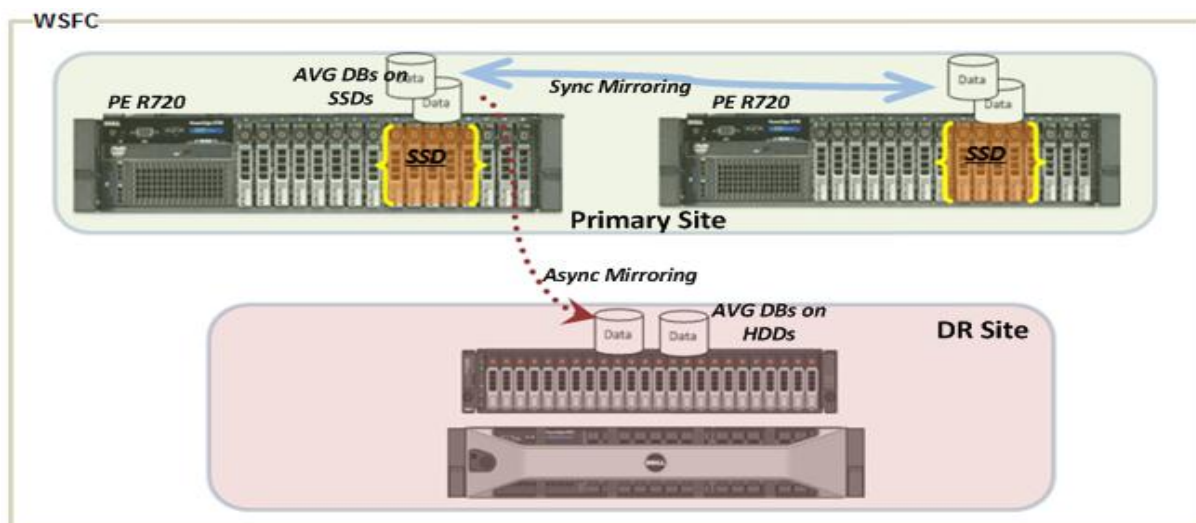 WSFC
AVG DBs on
SSDs
Data
Data
Sync Mirroring
Data
Data
PE R720
PE R720
SSD
SSD
Primary Site
Async Mirroring
AVG DBs on
HDDs
Data
Data
DR Site
DELL